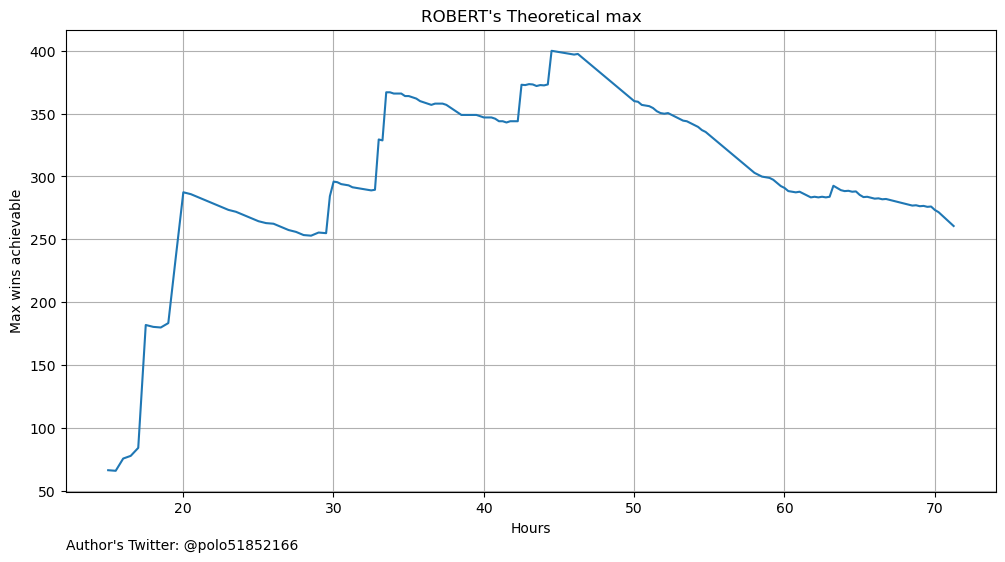 ROBERT's Theoretical max
Max wins achievable
400
350
300
250
200
150
100
50
20 30 40 50 60 70
Hours
Author's Twitter: @polo51852166